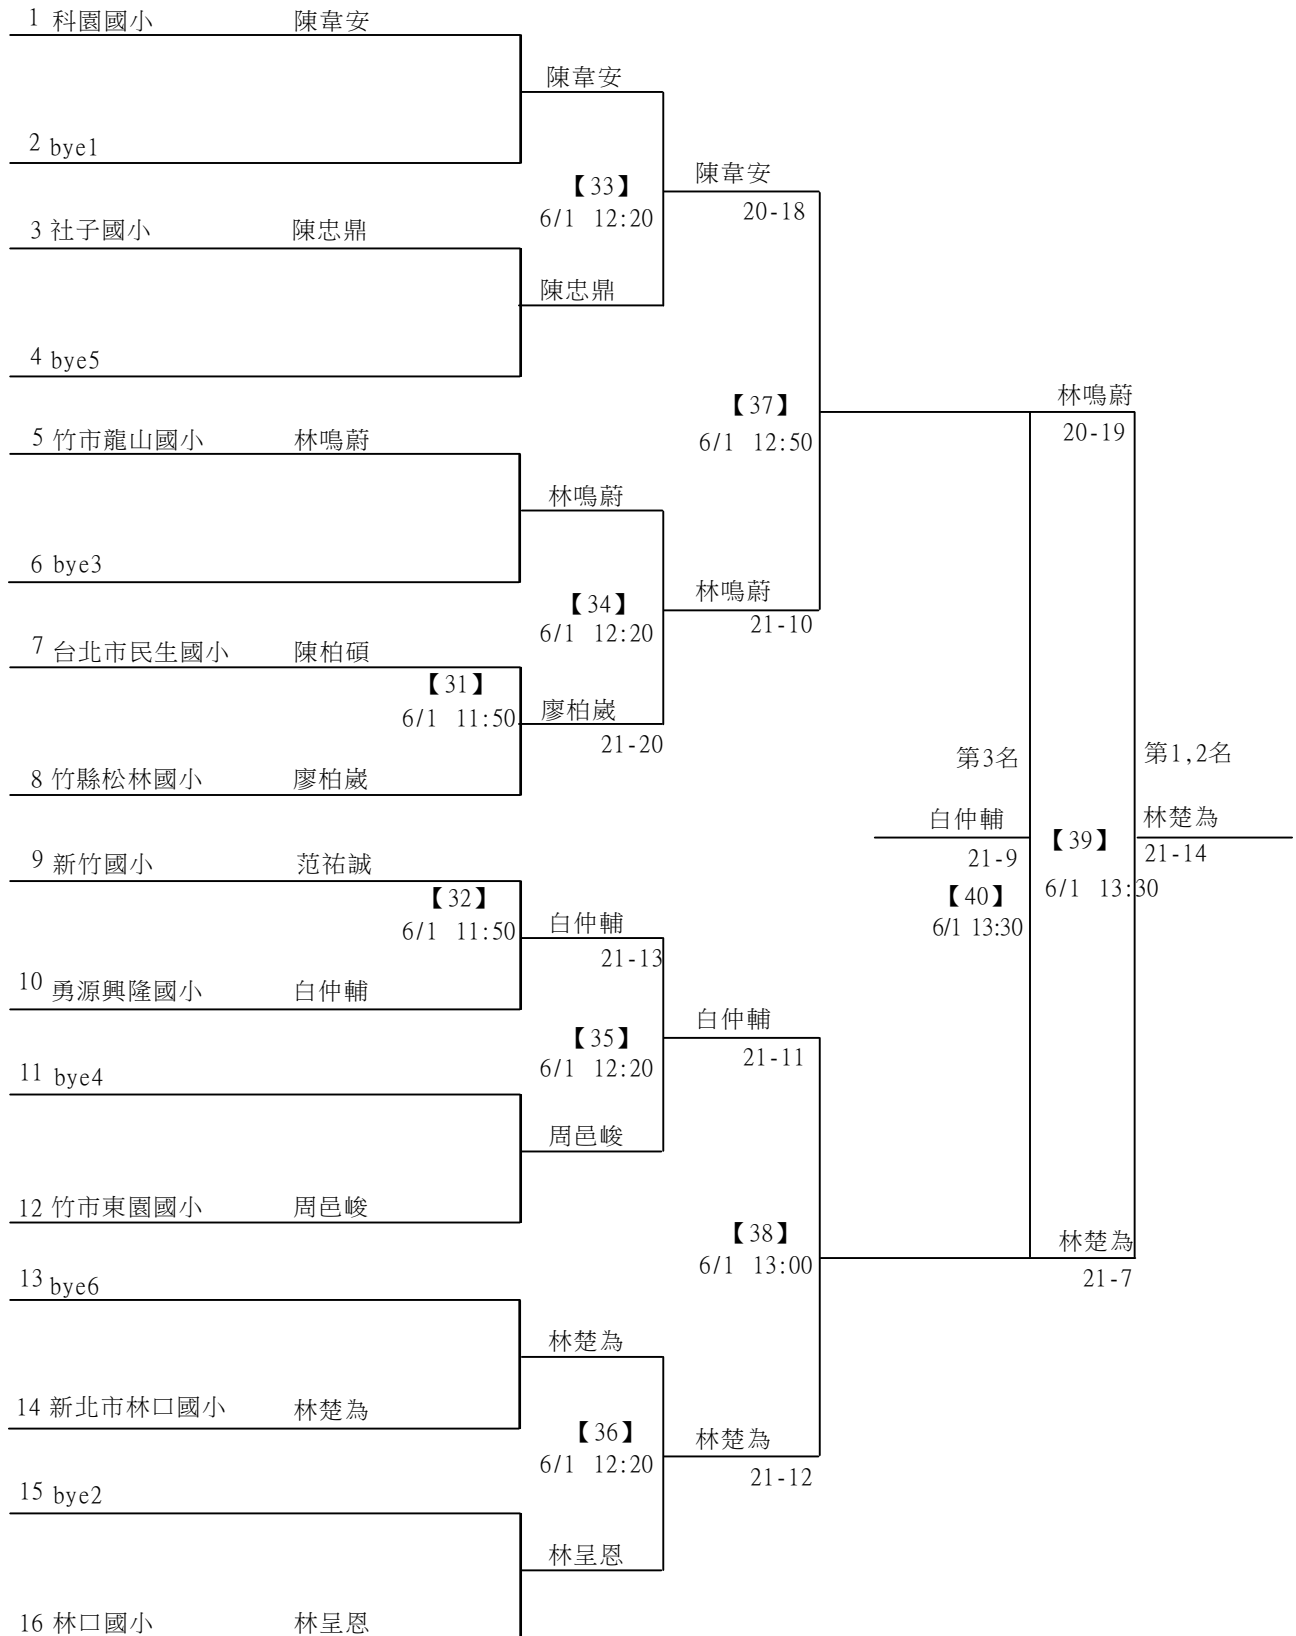 1 科園國小 陳韋安
陳韋安
2 bye1
【33】
6/1 12:20
陳韋安
20-18
3 社子國小 陳忠鼎
陳忠鼎
4 bye5
【37】
6/1 12:50
林鳴蔚
20-19
5 竹市龍山國小 林鳴蔚
林鳴蔚
6 bye3
【34】
6/1 12:20
林鳴蔚
21-10
7 台北市民生國小 陳柏碩
【31】
6/1 11:50
廖柏崴
21-20
8 竹縣松林國小 廖柏崴
第3名
第1,2名
白仲輔
21-9
【40】
6/1 13:30
【39】
6/1 13:30
林楚為
21-14
9 新竹國小 范祐誠
【32】
6/1 11:50
白仲輔
21-13
10 勇源興隆國小 白仲輔
【35】
6/1 12:20
白仲輔
21-11
11 bye4
周邑峻
12 竹市東園國小 周邑峻
【38】
6/1 13:00
林楚為
21-7
13 bye6
林楚為
14 新北市林口國小 林楚為
【36】
6/1 12:20
林楚為
21-12
15 bye2
林呈恩
16 林口國小 林呈恩